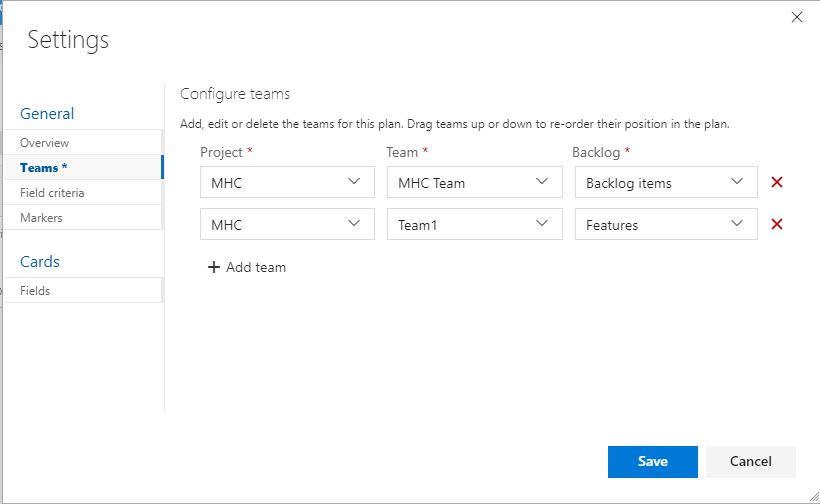 Settings
General
Overview
Teams *
Field criteria
Markers
Cards
Fields
Configure teams
Add, edit or delete the teams for this plan. Drag teams up or down to re-order their position in the plan.
Project * Team * Backlog *
MHC MHC Team Backlog items
MHC Team1 Features
+ Add team
Save Cancel